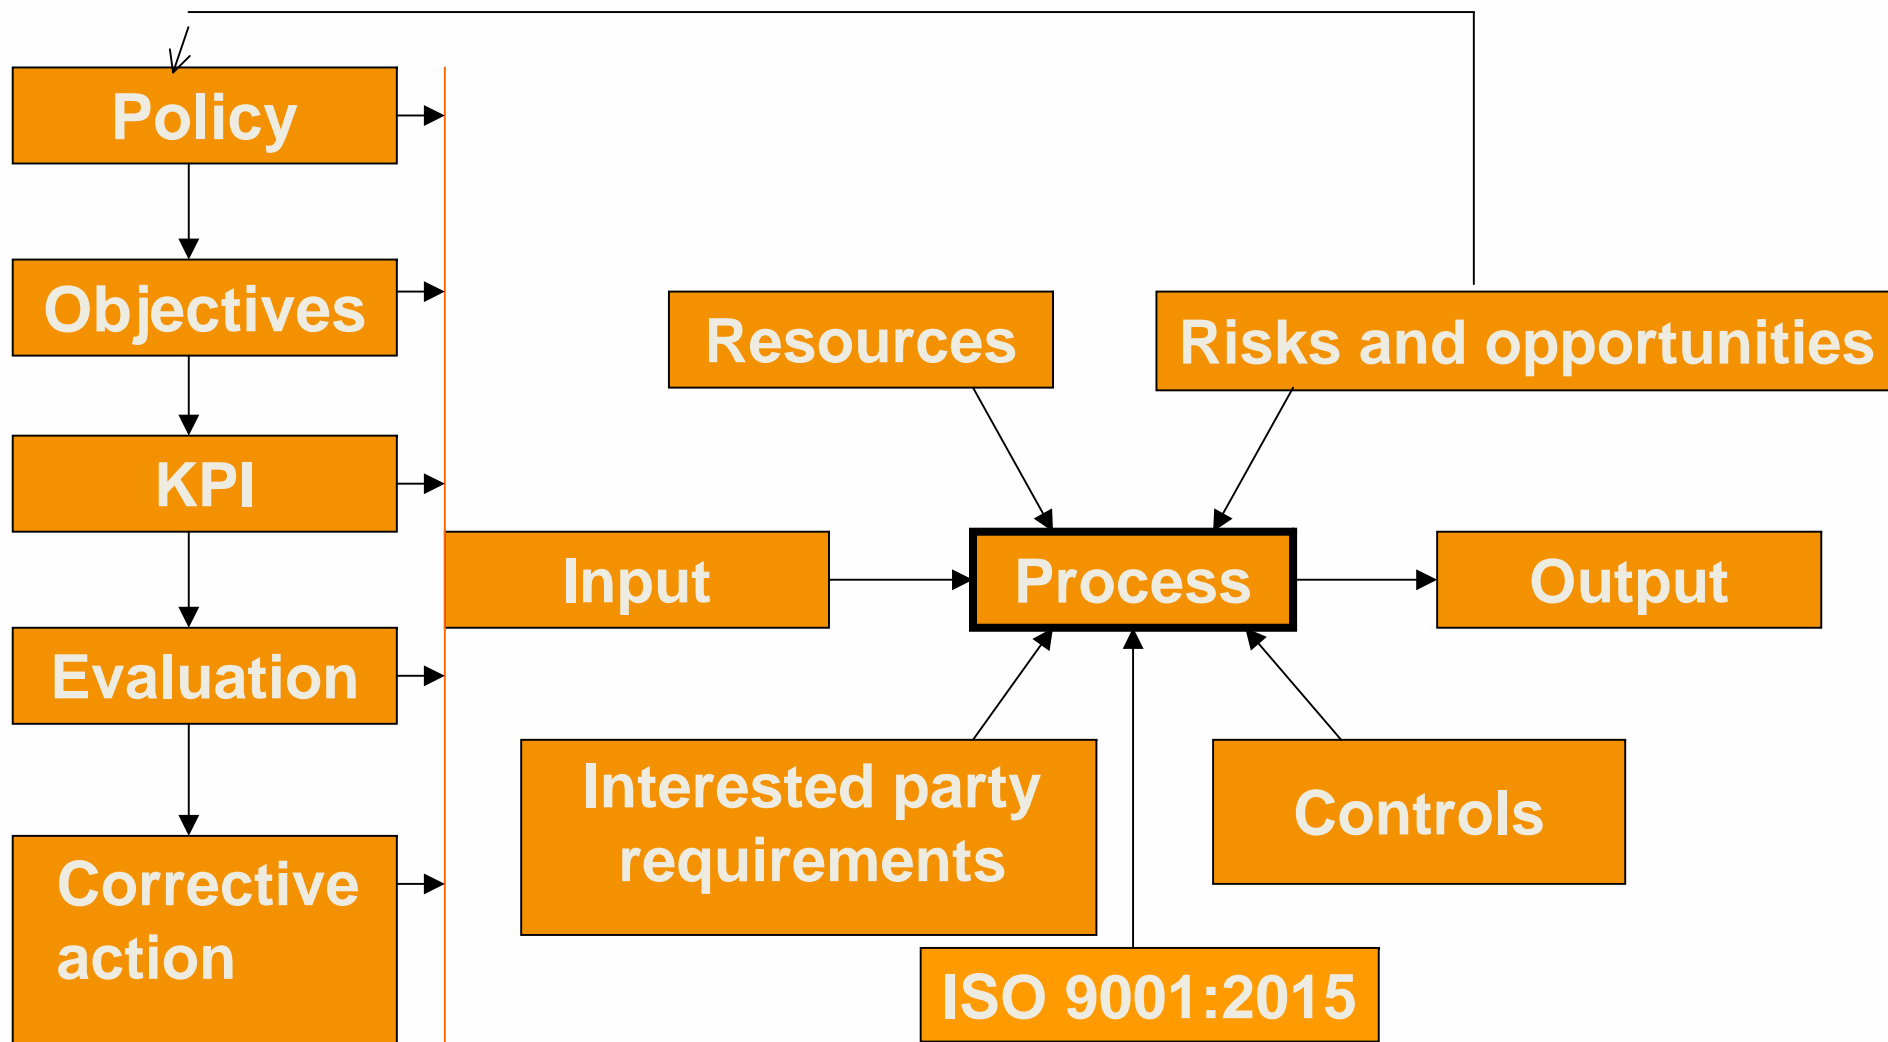 Policy
Objectives
Resources
Risks and opportunities
KPI
Input
Process
Output
Evaluation
Interested party
requirements
Controls
Corrective
action
ISO 9001:2015